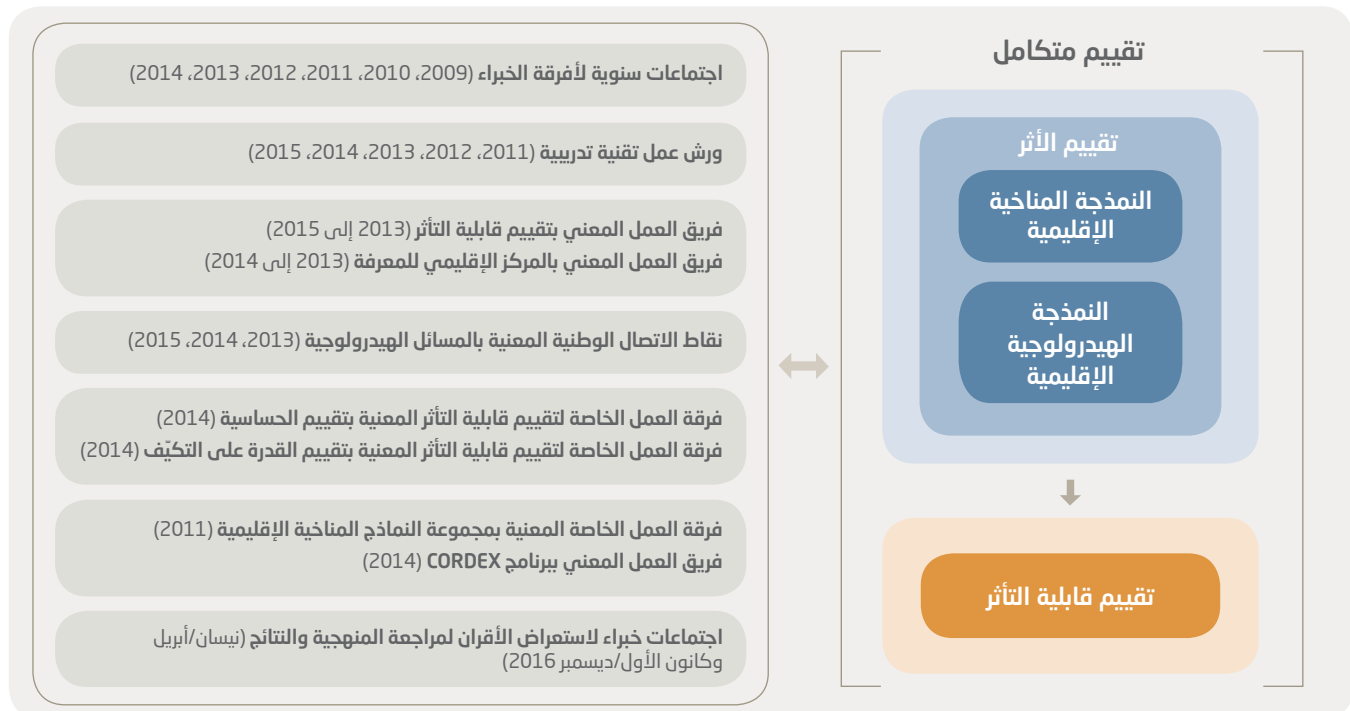 تقييم متكامل
تقييم الأثر
النمذجة المناخية
الإقليمية
النمذجة
الهيدرولوجية
الإقليمية
تقييم قابلية التأثر
اجتماعات سنوية لأفرقة الخبراء (2009، 2010، 2011، 2012، 2013، 2014)
ورش عمل تقنية تدريبية (2011، 2012، 2013، 2014، 2015)
فريق العمل المعني بتقييم قابلية التأثر (2013 إلى 2015)
فريق العمل المعني بالمركز الإقليمي للمعرفة (2013 إلى 2014)
نقاط الاتصال الوطنية المعنية بالمسائل الهيدرولوجية (2013، 2014، 2015)
فرقة العمل الخاصة لتقييم قابلية التأثر المعنية بتقييم الحساسية (2014)
فرقة العمل الخاصة لتقييم قابلية التأثر المعنية بتقييم القدرة على التكيّف (2014)
فرقة العمل الخاصة المعنية بمجموعة النماذج المناخية الإقليمية (2011)
فريق العمل المعني ببرنامج CORDEX (2014)
اجتماعات خبراء لاستعراض الأقران لمراجعة المنهجية والنتائج (نيسان/أبريل
وكانون الأول/ديسمبر 2016)